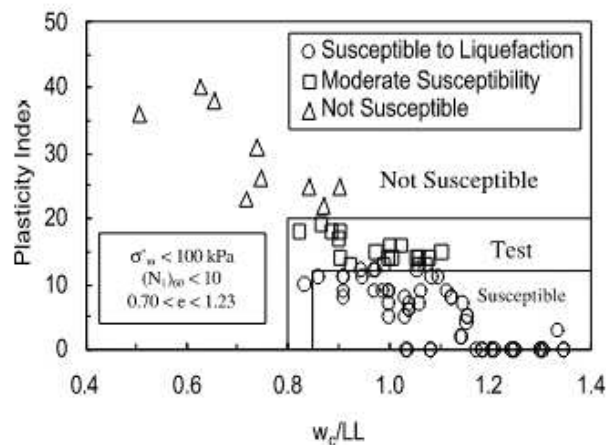 50
40
30
20
10
0
Plasticity Index
Susceptible to Liquefaction
Moderate Susceptibility
Not Susceptible
Not Susceptible
Test
Susceptible
σ'ₘ < 100 kPa
(N₁)₆₀ < 10
0.70 < e < 1.23
0.4 0.6 0.8 1.0 1.2 1.4
w_c/LL